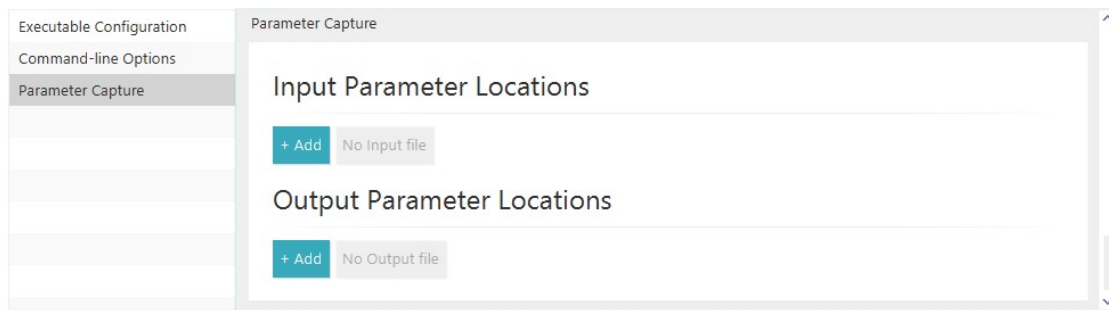 Executable Configuration
Command-line Options
Parameter Capture
Parameter Capture
Input Parameter Locations
+ Add No Input file
Output Parameter Locations
+ Add No Output file